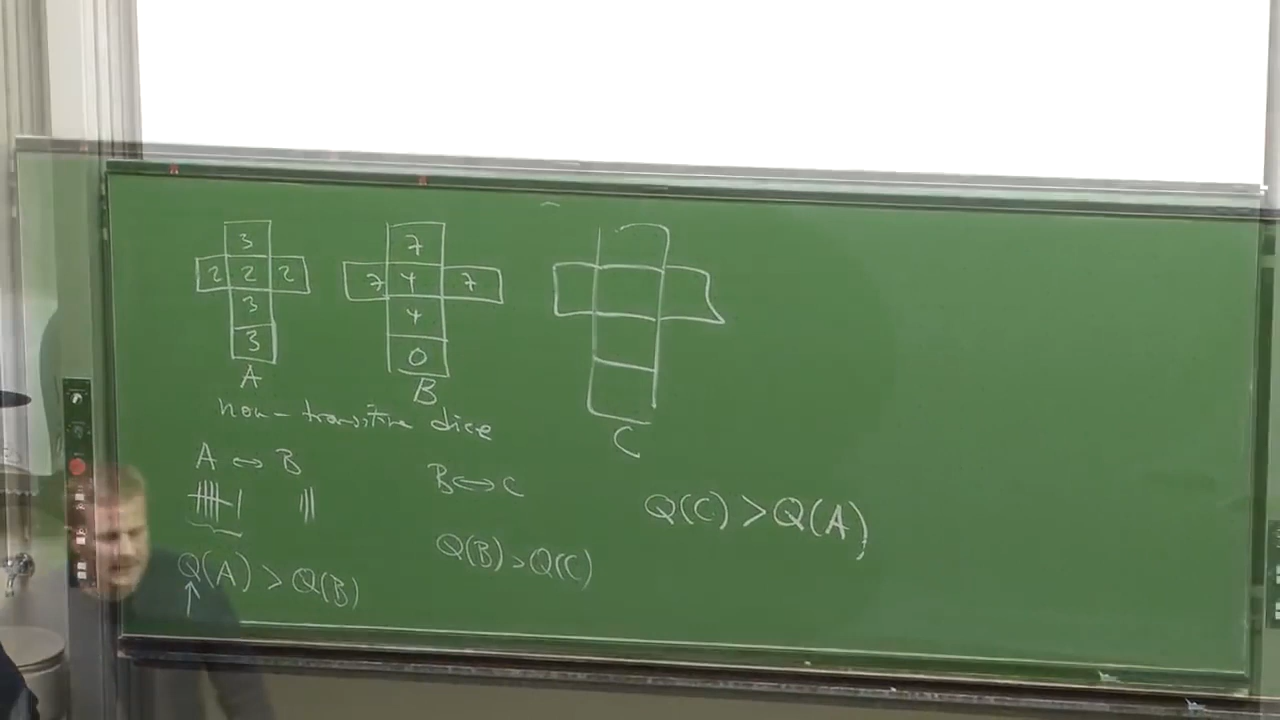 3
2 2 2
3
3
A
7
7 4 7
4
0
B
C
non-transitive dice
A ↔ B
B ↔ C
Q(C) > Q(A)
Q(B) > Q(C)
Q(A) > Q(B)